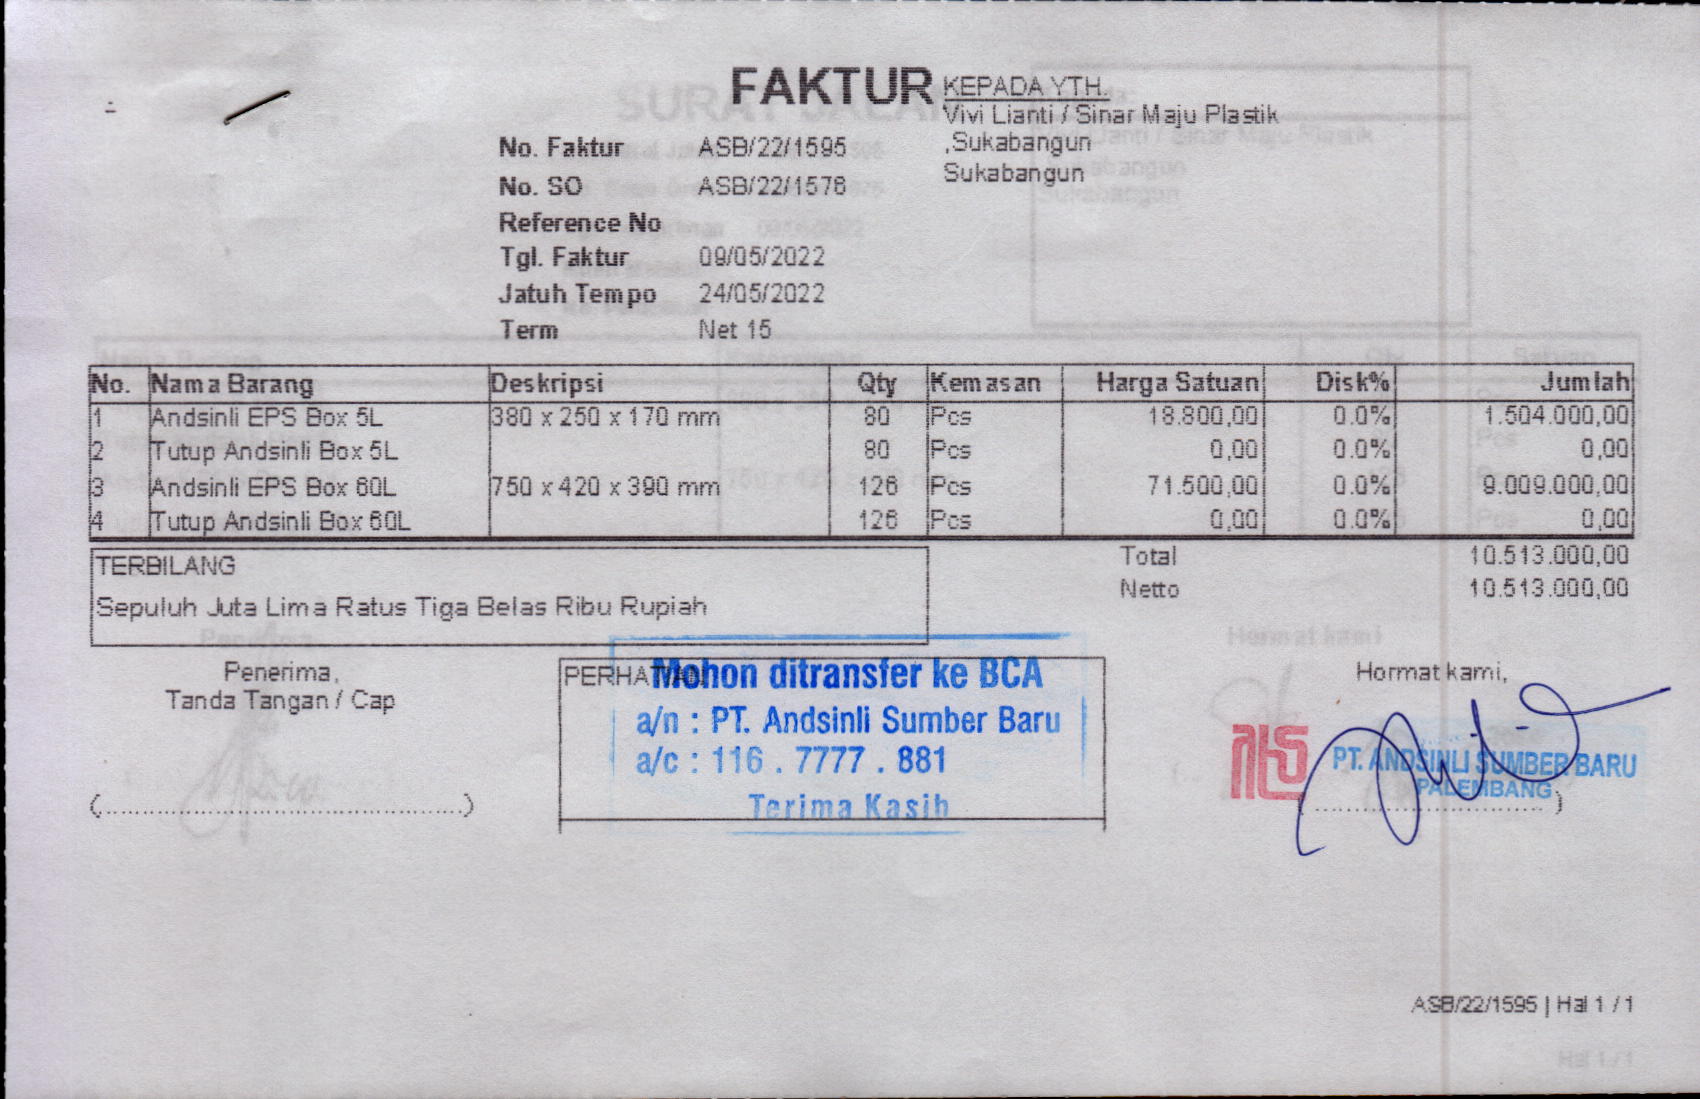 FAKTUR
KEPADA YTH.
Vivi Lianti / Sinar Maju Plastik
,Sukabangun
Sukabangun
No. Faktur ASB/22/1595
No. SO ASB/22/1578
Reference No
Tgl. Faktur 09/05/2022
Jatuh Tempo 24/05/2022
Term Net 15
No. Nama Barang Deskripsi Qty Kemasan Harga Satuan Disk% Jumlah
1 Andsinli EPS Box 5L 380 x 250 x 170 mm 80 Pcs 18.800,00 0.0% 1.504.000,00
2 Tutup Andsinli Box 5L 80 Pcs 0,00 0.0% 0,00
3 Andsinli EPS Box 60L 750 x 420 x 390 mm 126 Pcs 71.500,00 0.0% 9.009.000,00
4 Tutup Andsinli Box 60L 126 Pcs 0,00 0.0% 0,00
Total 10.513.000,00
Netto 10.513.000,00
TERBILANG
Sepuluh Juta Lima Ratus Tiga Belas Ribu Rupiah
Penerima,
Tanda Tangan / Cap
(........................................)
Mohon ditransfer ke BCA
a/n : PT. Andsinli Sumber Baru
a/c : 116 . 7777 . 881
Terima Kasih
Hormat kami,
PT. ANDSINLI SUMBER BARU
PALEMBANG
ASB/22/1595 | Hal 1 / 1